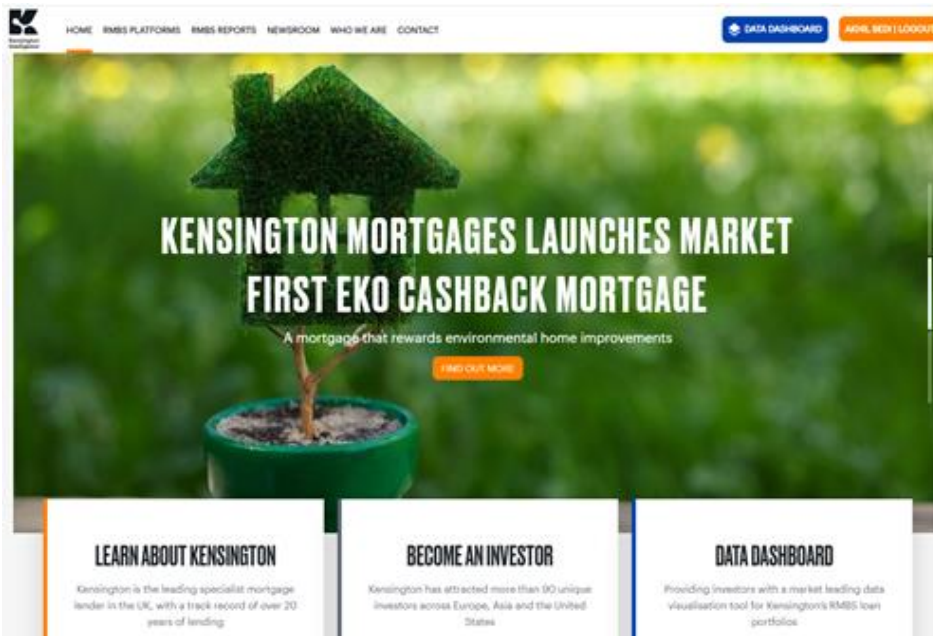 Kensington
HOME RMBS PLATFORMS RMBS REPORTS NEWSROOM WHO WE ARE CONTACT
DATA DASHBOARD
AKHIL BEDI | LOGOUT
KENSINGTON MORTGAGES LAUNCHES MARKET
FIRST EKO CASHBACK MORTGAGE
A mortgage that rewards environmental home improvements
FIND OUT MORE
LEARN ABOUT KENSINGTON
Kensington is the leading specialist mortgage
lender in the UK, with a track record of over 20
years of lending
BECOME AN INVESTOR
Kensington has attracted more than 90 unique
investors across Europe, Asia and the United
States
DATA DASHBOARD
Providing investors with a market leading data
visualisation tool for Kensington's RMBS loan
portfolios